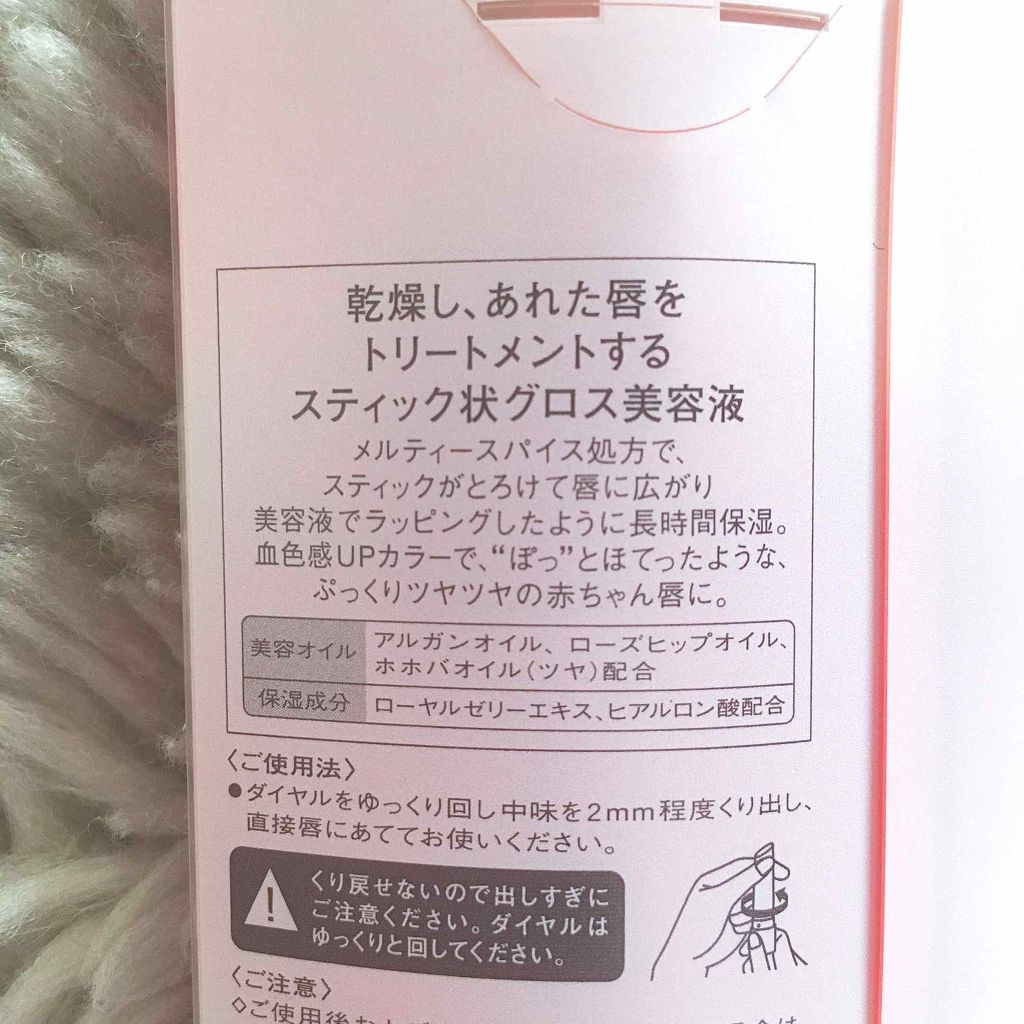 乾燥し、あれた唇を
トリートメントする
スティック状グロス美容液
メルティースパイス処方で、
スティックがとろけて唇に広がり
美容液でラッピングしたように長時間保湿。
血色感UPカラーで、“ぽっ”とほてったような、
ぷっくりツヤツヤの赤ちゃん唇に。
美容オイル アルガンオイル、ローズヒップオイル、
ホホバオイル(ツヤ)配合
保湿成分 ローヤルゼリーエキス、ヒアルロン酸配合
〈ご使用法〉
●ダイヤルをゆっくり回し中味を2mm程度くり出し、
直接唇にあててお使いください。
くり戻せないので出しすぎに
ご注意ください。ダイヤルは
ゆっくりと回してください。
〈ご注意〉
◇ご使用後